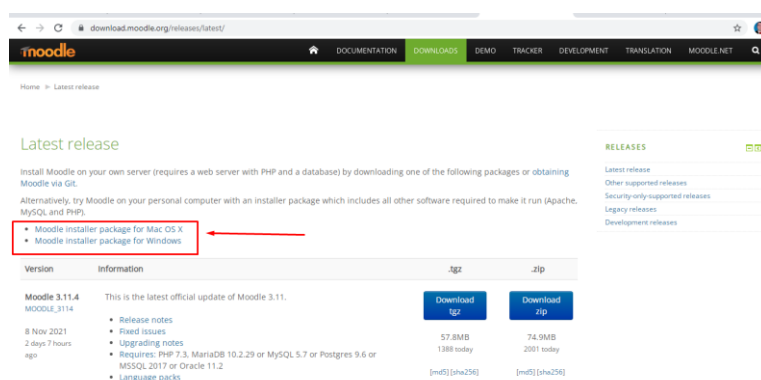 download.moodle.org/releases/latest/
moodle
DOCUMENTATION DOWNLOADS DEMO TRACKER DEVELOPMENT TRANSLATION MOODLE.NET
Home Latest release
Latest release
Install Moodle on your own server (requires a web server with PHP and a database) by downloading one of the following packages or obtaining
Moodle via Git.
Alternatively, try Moodle on your personal computer with an installer package which includes all other software required to make it run (Apache,
MySQL and PHP).
• Moodle installer package for Mac OS X
• Moodle installer package for Windows
RELEASES
Latest release
Other supported releases
Security-only-supported releases
Legacy releases
Development releases
Version Information .tgz .zip
Moodle 3.11.4
MOODLE_3114
8 Nov 2021
2 days 7 hours
ago
This is the latest official update of Moodle 3.11.
• Release notes
• Fixed issues
• Upgrading notes
• Requires: PHP 7.3, MariaDB 10.2.29 or MySQL 5.7 or Postgres 9.6 or
MSSQL 2017 or Oracle 11.2
• Language packs
Download
tgz
57.8MB
1388 today
[md5] [sha256]
Download
zip
74.9MB
2001 today
[md5] [sha256]